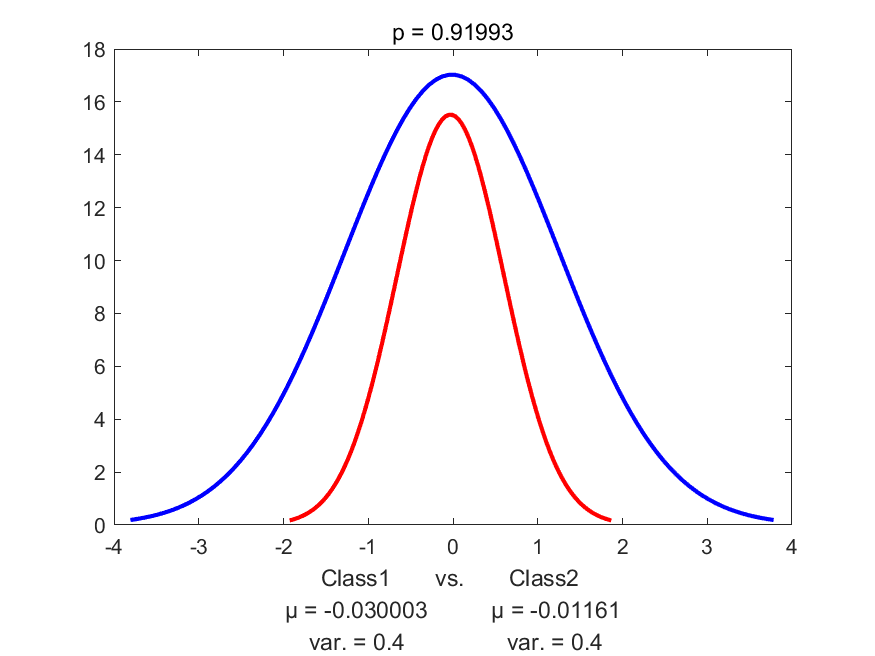 p = 0.91993
18
16
14
12
10
8
6
4
2
0
-4 -3 -2 -1 0 1 2 3 4
Class1 vs. Class2
μ = -0.030003 μ = -0.01161
var. = 0.4 var. = 0.4